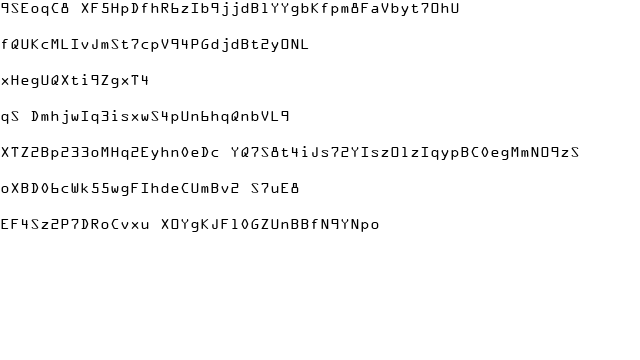 9SEoqC8 XF5HpDfhR6zIb9jjdBlYYgbKfpm8FaVbyt7OhU
fQUKcMLIvJmSt7cpV94PGdjdBt2yONL
xHegUQXti9ZgxT4
qS DmhjwIq3isxwS4pUn6hqQnbVL9
XTZ2Bp233oMHq2Eyhn0eDc YQ7S8t4iJs72YIszOlzIqypBC0egMmNO9zS
oXBD06cWk55wgFIhdeCUmBv2 S7uE8
EF4Sz2P7DRoCvxu XOYgKJFl0GZUnBBfN9YNpo